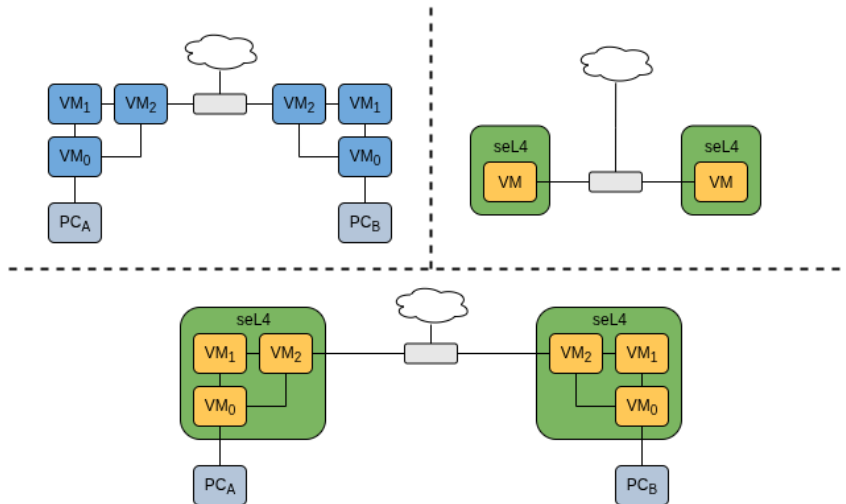 VM₁ VM₂ VM₂ VM₁
VM₀ VM₀
PCA PCB
seL4 seL4
VM VM
seL4 seL4
VM₁ VM₂ VM₂ VM₁
VM₀ VM₀
PCA PCB